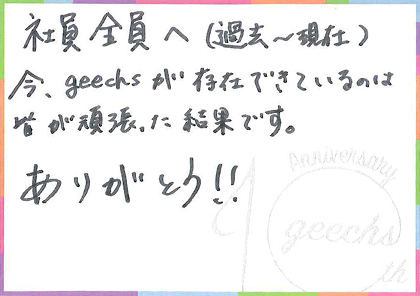 社員全員へ(過去～現在)
今、geechsが存在できているのは
皆が頑張った結果です。
ありがとう!!
Anniversary
10th
geechs